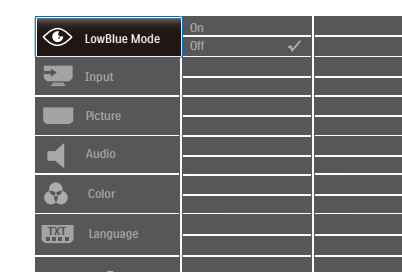 LowBlue Mode
On
Off
Input
Picture
Audio
Color
TXT
Language